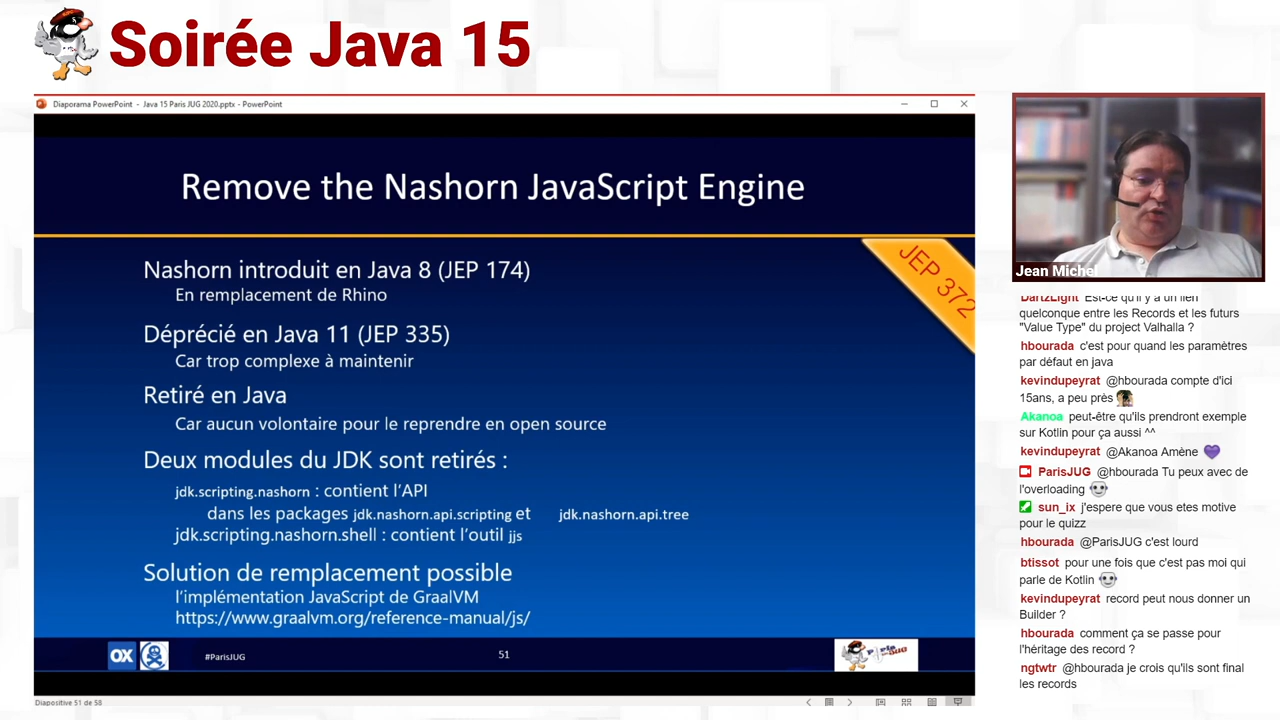 Soirée Java 15
Diaporama PowerPoint - Java 15 Paris JUG 2020.pptx - PowerPoint
Remove the Nashorn JavaScript Engine
JEP 372
Nashorn introduit en Java 8 (JEP 174)
En remplacement de Rhino
Déprécié en Java 11 (JEP 335)
Car trop complexe à maintenir
Retiré en Java
Car aucun volontaire pour le reprendre en open source
Deux modules du JDK sont retirés :
jdk.scripting.nashorn : contient l’API
dans les packages jdk.nashorn.api.scripting et jdk.nashorn.api.tree
jdk.scripting.nashorn.shell : contient l’outil jjs
Solution de remplacement possible
l’implémentation JavaScript de GraalVM
https://www.graalvm.org/reference-manual/js/
OX
#ParisJUG
51
Diapositive 51 de 58
Jean Michel
DartzLight Est-ce qu'il y a un lien
quelconque entre les Records et les futurs
"Value Type" du project Valhalla ?
hbourada c'est pour quand les paramètres
par défaut en java
kevindupeyrat @hbourada compte d'ici
15ans, a peu près
Akanoa peut-être qu'ils prendront exemple
sur Kotlin pour ça aussi ^^
kevindupeyrat @Akanoa Amène
ParisJUG @hbourada Tu peux avec de
l'overloading
sun_ix j'espere que vous etes motive
pour le quizz
hbourada @ParisJUG c'est lourd
btissot pour une fois que c'est pas moi qui
parle de Kotlin
kevindupeyrat record peut nous donner un
Builder ?
hbourada comment ça se passe pour
l'héritage des record ?
ngtwtr @hbourada je crois qu'ils sont final
les records